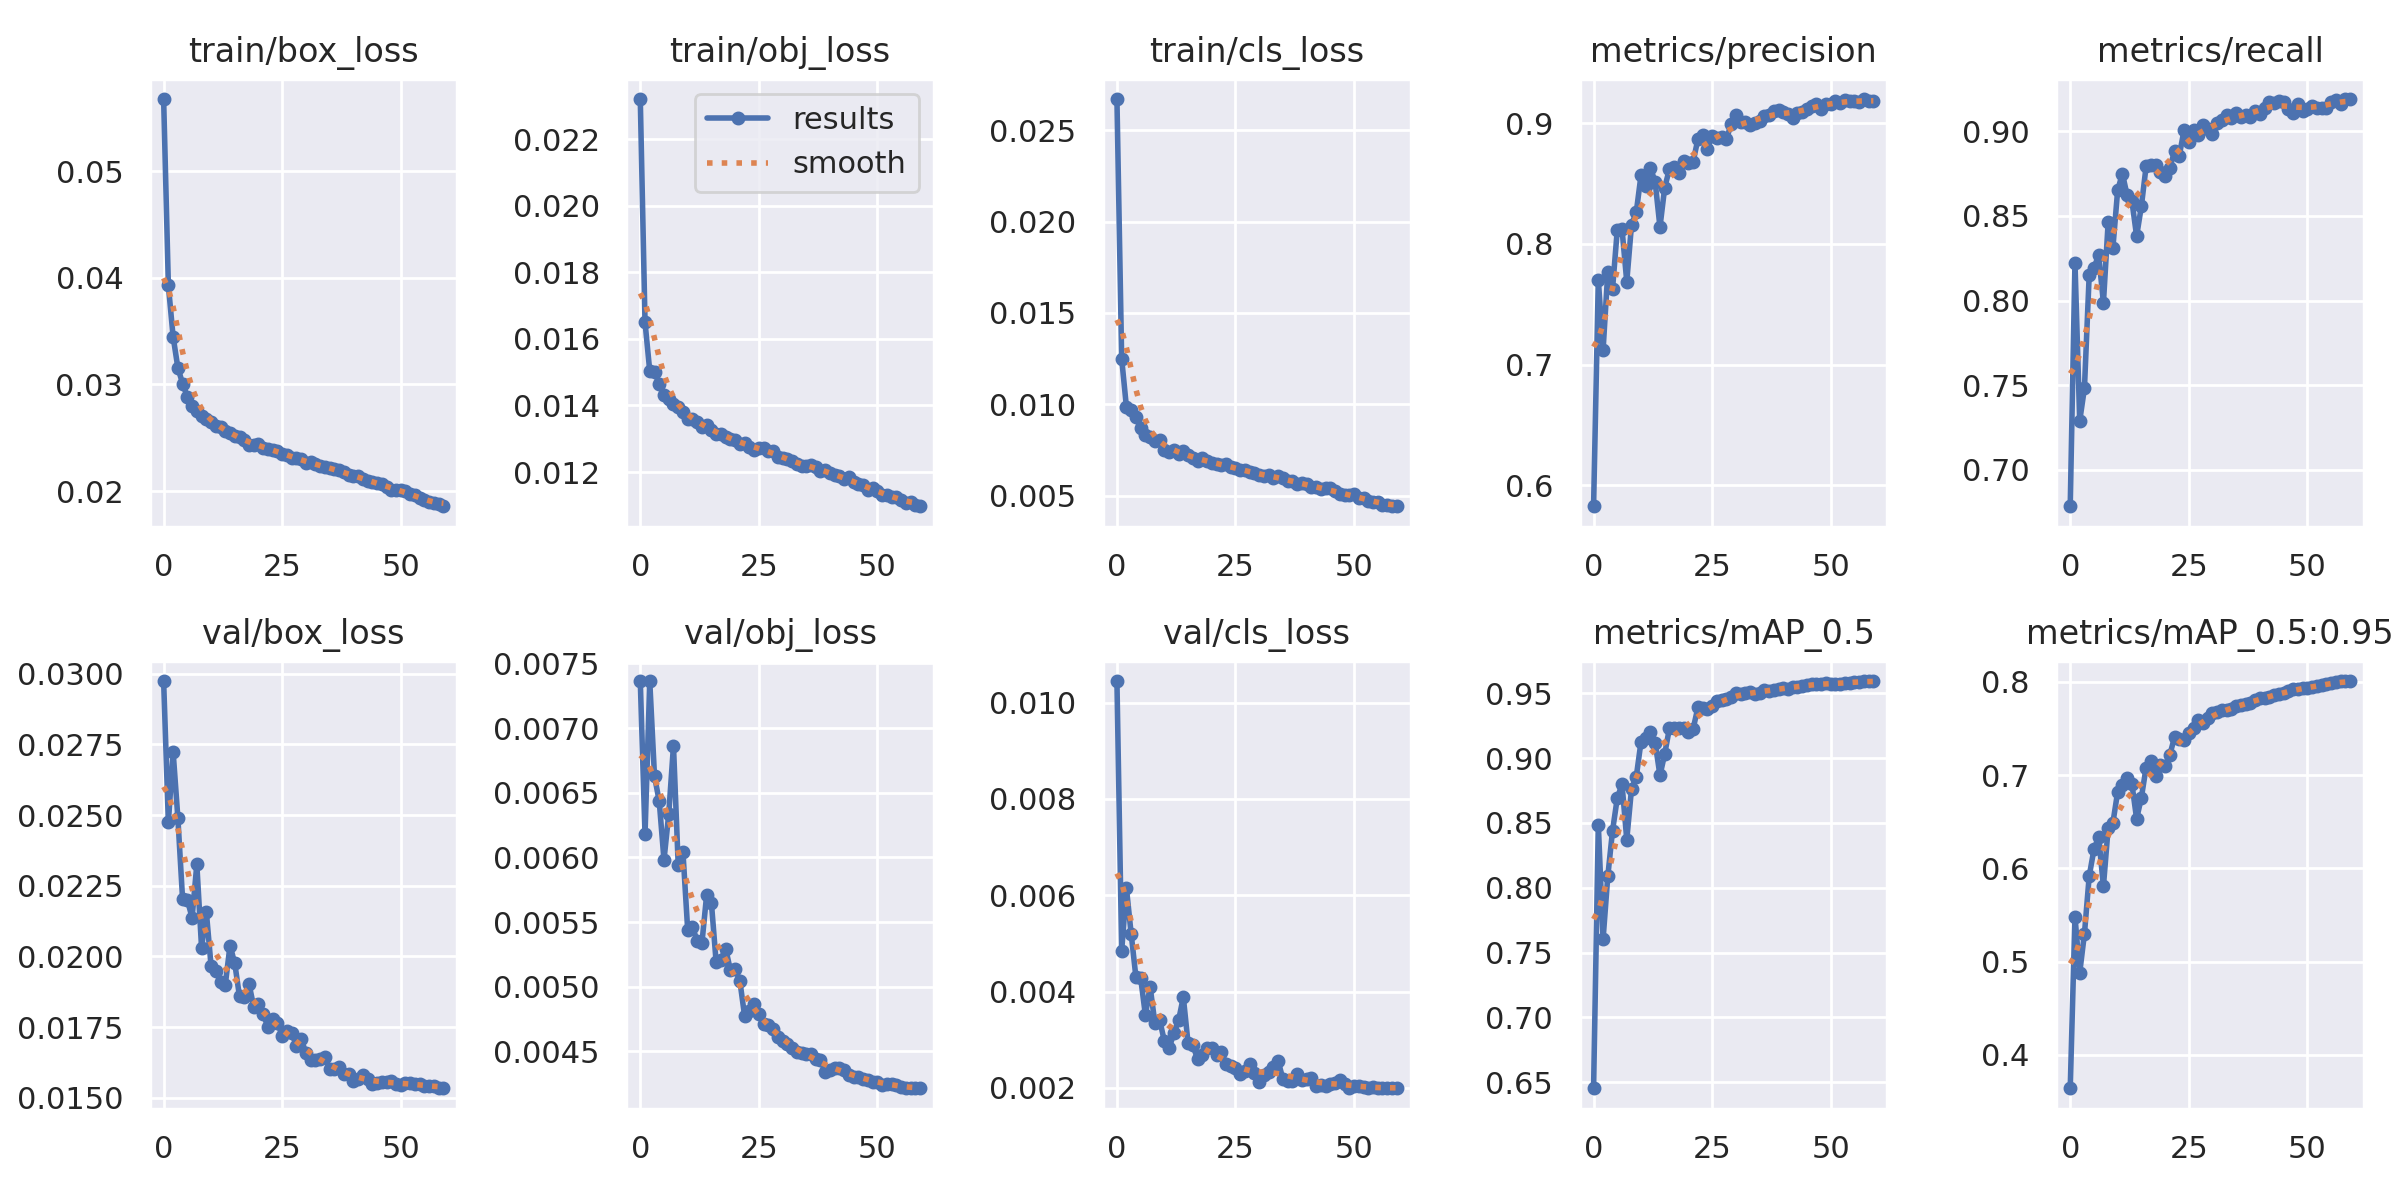 train/box_loss
0.05
0.04
0.03
0.02
0 25 50
train/obj_loss
results
smooth
0.022
0.020
0.018
0.016
0.014
0.012
0 25 50
train/cls_loss
0.025
0.020
0.015
0.010
0.005
0 25 50
metrics/precision
0.9
0.8
0.7
0.6
0 25 50
metrics/recall
0.90
0.85
0.80
0.75
0.70
0 25 50
val/box_loss
0.0300
0.0275
0.0250
0.0225
0.0200
0.0175
0.0150
0 25 50
val/obj_loss
0.0075
0.0070
0.0065
0.0060
0.0055
0.0050
0.0045
0 25 50
val/cls_loss
0.010
0.008
0.006
0.004
0.002
0 25 50
metrics/mAP_0.5
0.95
0.90
0.85
0.80
0.75
0.70
0.65
0 25 50
metrics/mAP_0.5:0.95
0.8
0.7
0.6
0.5
0.4
0 25 50